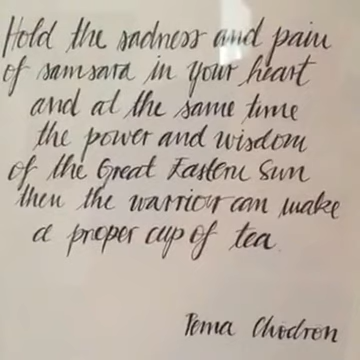 Hold the sadness and pain
of samsara in your heart
and at the same time
the power and wisdom
of the Great Eastern Sun
then the warrior can make
a proper cup of tea
Pema Chodron